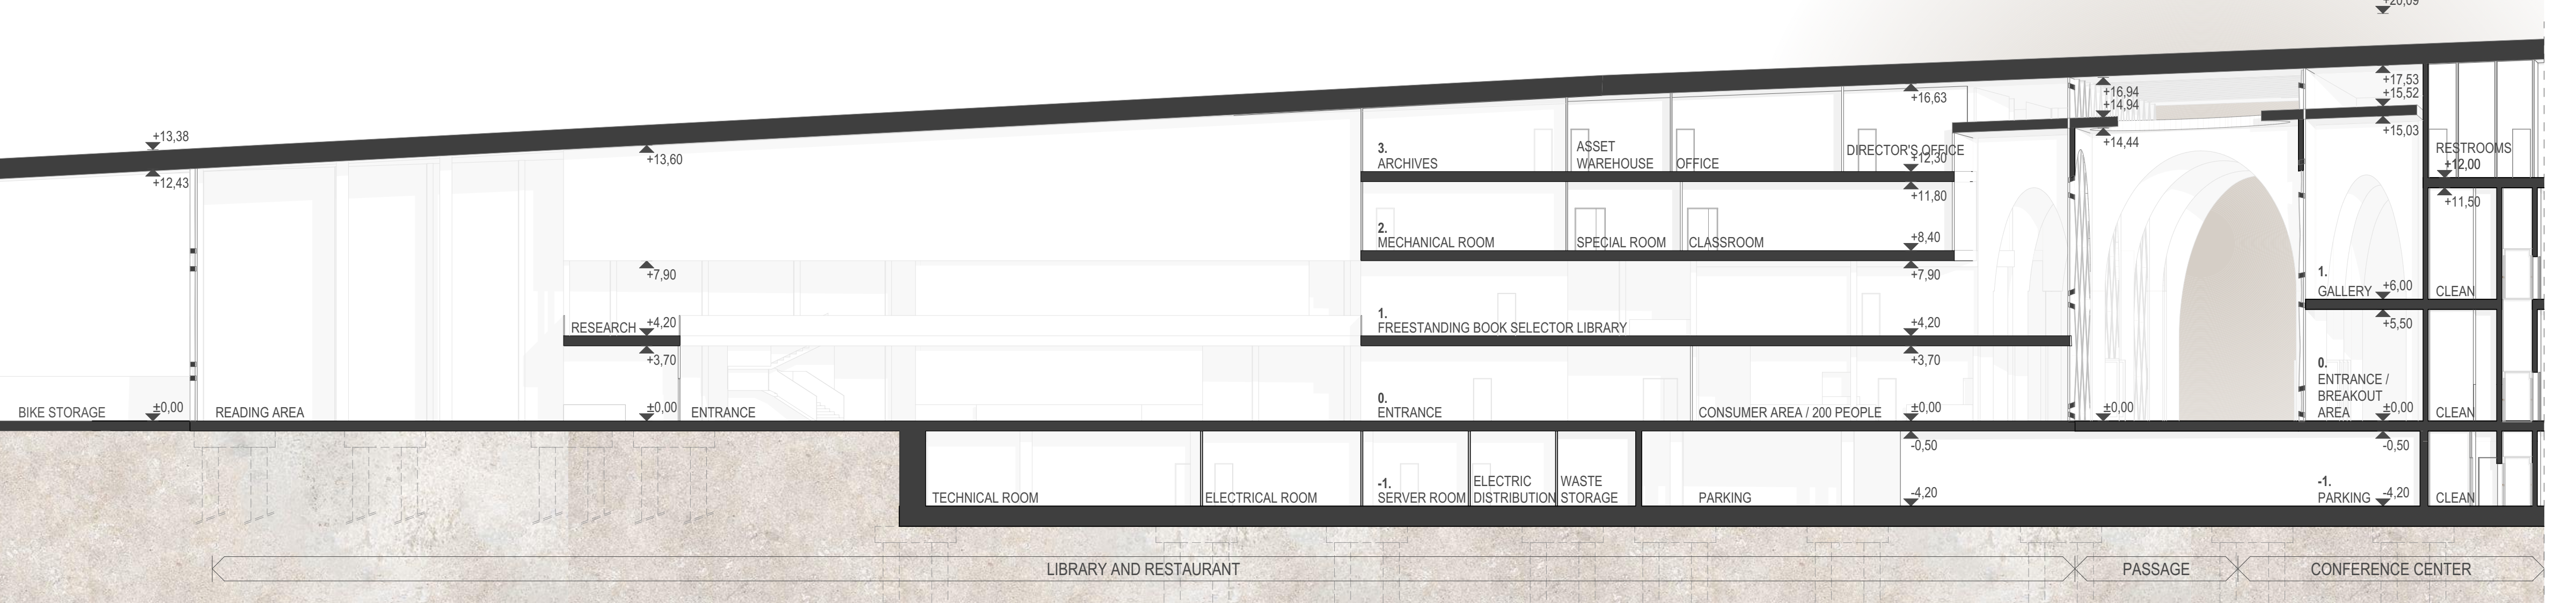 +20,09
+17,53
+16,94
+15,52
+16,63
+14,94
+15,03
+13,38
+14,44
3.
ARCHIVES
ASSET
WAREHOUSE
OFFICE
DIRECTOR'S OFFICE
+12,30
RESTROOMS
+12,00
+13,60
+12,43
+11,80
+11,50
2.
MECHANICAL ROOM
SPECIAL ROOM
CLASSROOM
+8,40
+7,90
+7,90
1.
GALLERY
+6,00
CLEAN
RESEARCH
+4,20
1.
FREESTANDING BOOK SELECTOR LIBRARY
+4,20
+5,50
+3,70
+3,70
0.
ENTRANCE /
BREAKOUT
AREA
±0,00
CLEAN
BIKE STORAGE
±0,00
READING AREA
±0,00
ENTRANCE
0.
ENTRANCE
CONSUMER AREA / 200 PEOPLE
±0,00
±0,00
-0,50
-0,50
TECHNICAL ROOM
ELECTRICAL ROOM
-1.
SERVER ROOM
ELECTRIC
DISTRIBUTION
WASTE
STORAGE
PARKING
-4,20
-1.
PARKING
-4,20
CLEAN
LIBRARY AND RESTAURANT
PASSAGE
CONFERENCE CENTER